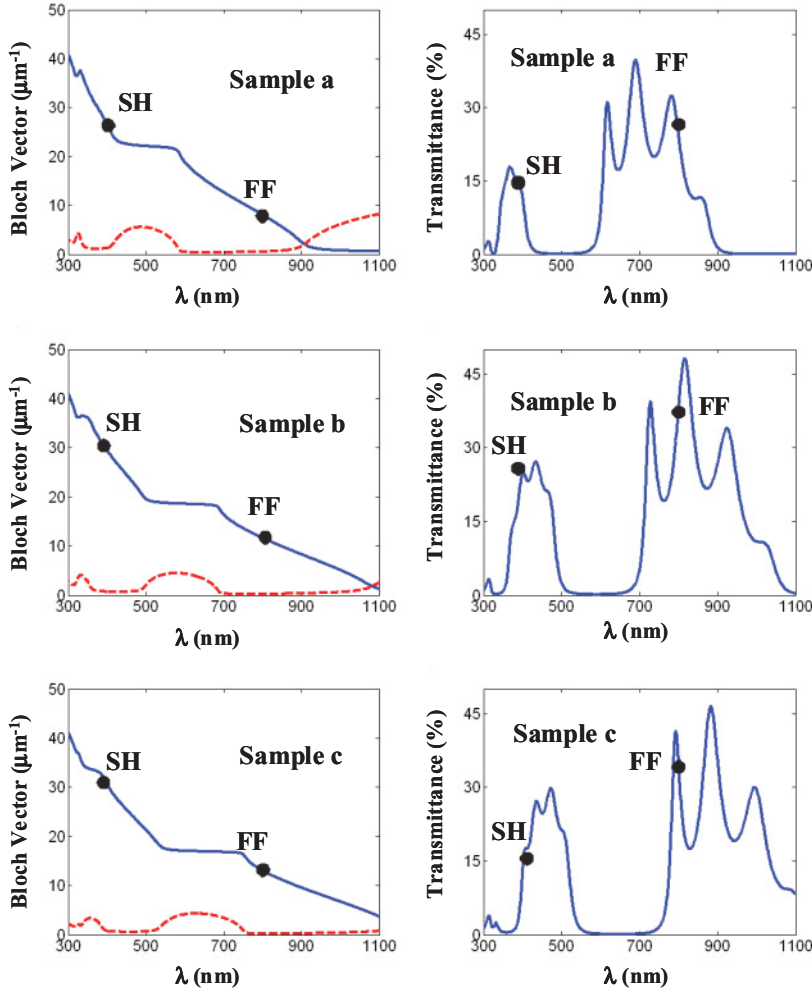 50
40
30
20
10
0
Bloch Vector (μm⁻¹)
Sample a
SH
FF
300
500
700
900
1100
λ (nm)
45
30
15
0
Transmittance (%)
Sample a
FF
SH
300
500
700
900
1100
λ (nm)
50
40
30
20
10
0
Bloch Vector (μm⁻¹)
SH
Sample b
FF
300
500
700
900
1100
λ (nm)
45
30
15
0
Transmittance (%)
Sample b
FF
SH
300
500
700
900
1100
λ (nm)
50
40
30
20
10
0
Bloch Vector (μm⁻¹)
SH
Sample c
FF
300
500
700
900
1100
λ (nm)
45
30
15
0
Transmittance (%)
Sample c
FF
SH
300
500
700
900
1100
λ (nm)